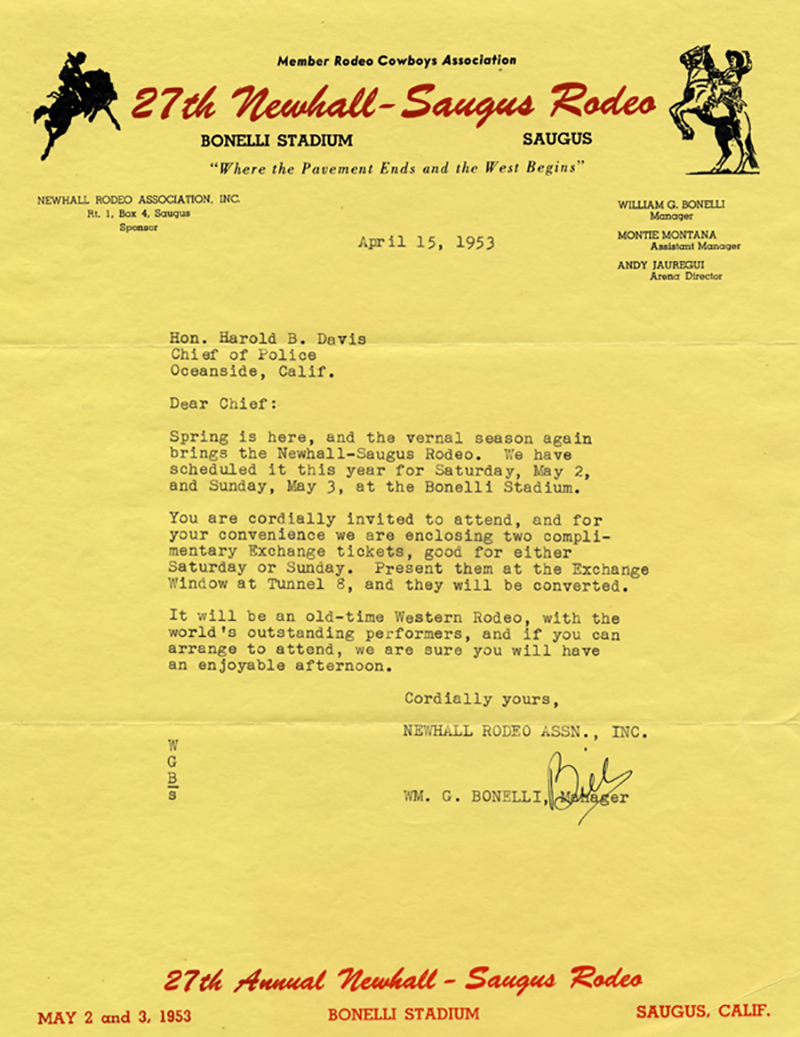 Member Rodeo Cowboys Association
27th Newhall-Saugus Rodeo
BONELLI STADIUM SAUGUS
"Where the Pavement Ends and the West Begins"
NEWHALL RODEO ASSOCIATION, INC.
Rt. 1, Box 4, Saugus
Sponsor
WILLIAM G. BONELLI
Manager
MONTIE MONTANA
Assistant Manager
ANDY JAUREGUI
Arena Director
April 15, 1953
Hon. Harold B. Davis
Chief of Police
Oceanside, Calif.
Dear Chief:
Spring is here, and the vernal season again
brings the Newhall-Saugus Rodeo. We have
scheduled it this year for Saturday, May 2,
and Sunday, May 3, at the Bonelli Stadium.
You are cordially invited to attend, and for
your convenience we are enclosing two compli-
mentary Exchange tickets, good for either
Saturday or Sunday. Present them at the Exchange
Window at Tunnel 8, and they will be converted.
It will be an old-time Western Rodeo, with the
world's outstanding performers, and if you can
arrange to attend, we are sure you will have
an enjoyable afternoon.
Cordially yours,
NEWHALL RODEO ASSN., INC.
W
G
B
s
Bill
WM. G. BONELLI, Manager
27th Annual Newhall - Saugus Rodeo
MAY 2 and 3, 1953 BONELLI STADIUM SAUGUS, CALIF.